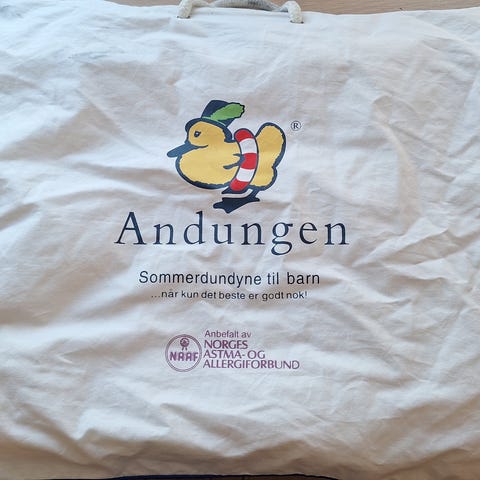 ®
Andungen
Sommerdundyne til barn
...når kun det beste er godt nok!
Anbefalt av
NORGES
ASTMA- OG
ALLERGIFORBUND
NAAF